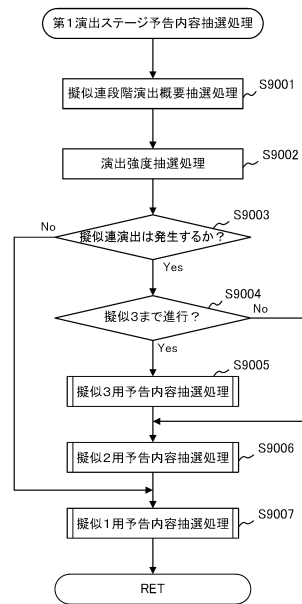 第1演出ステージ予告内容抽選処理
S9001
擬似連段階演出概要抽選処理
S9002
演出強度抽選処理
S9003
No
擬似連演出は発生するか？
Yes
S9004
No
擬似3まで進行？
Yes
S9005
擬似3用予告内容抽選処理
S9006
擬似2用予告内容抽選処理
S9007
擬似1用予告内容抽選処理
RET